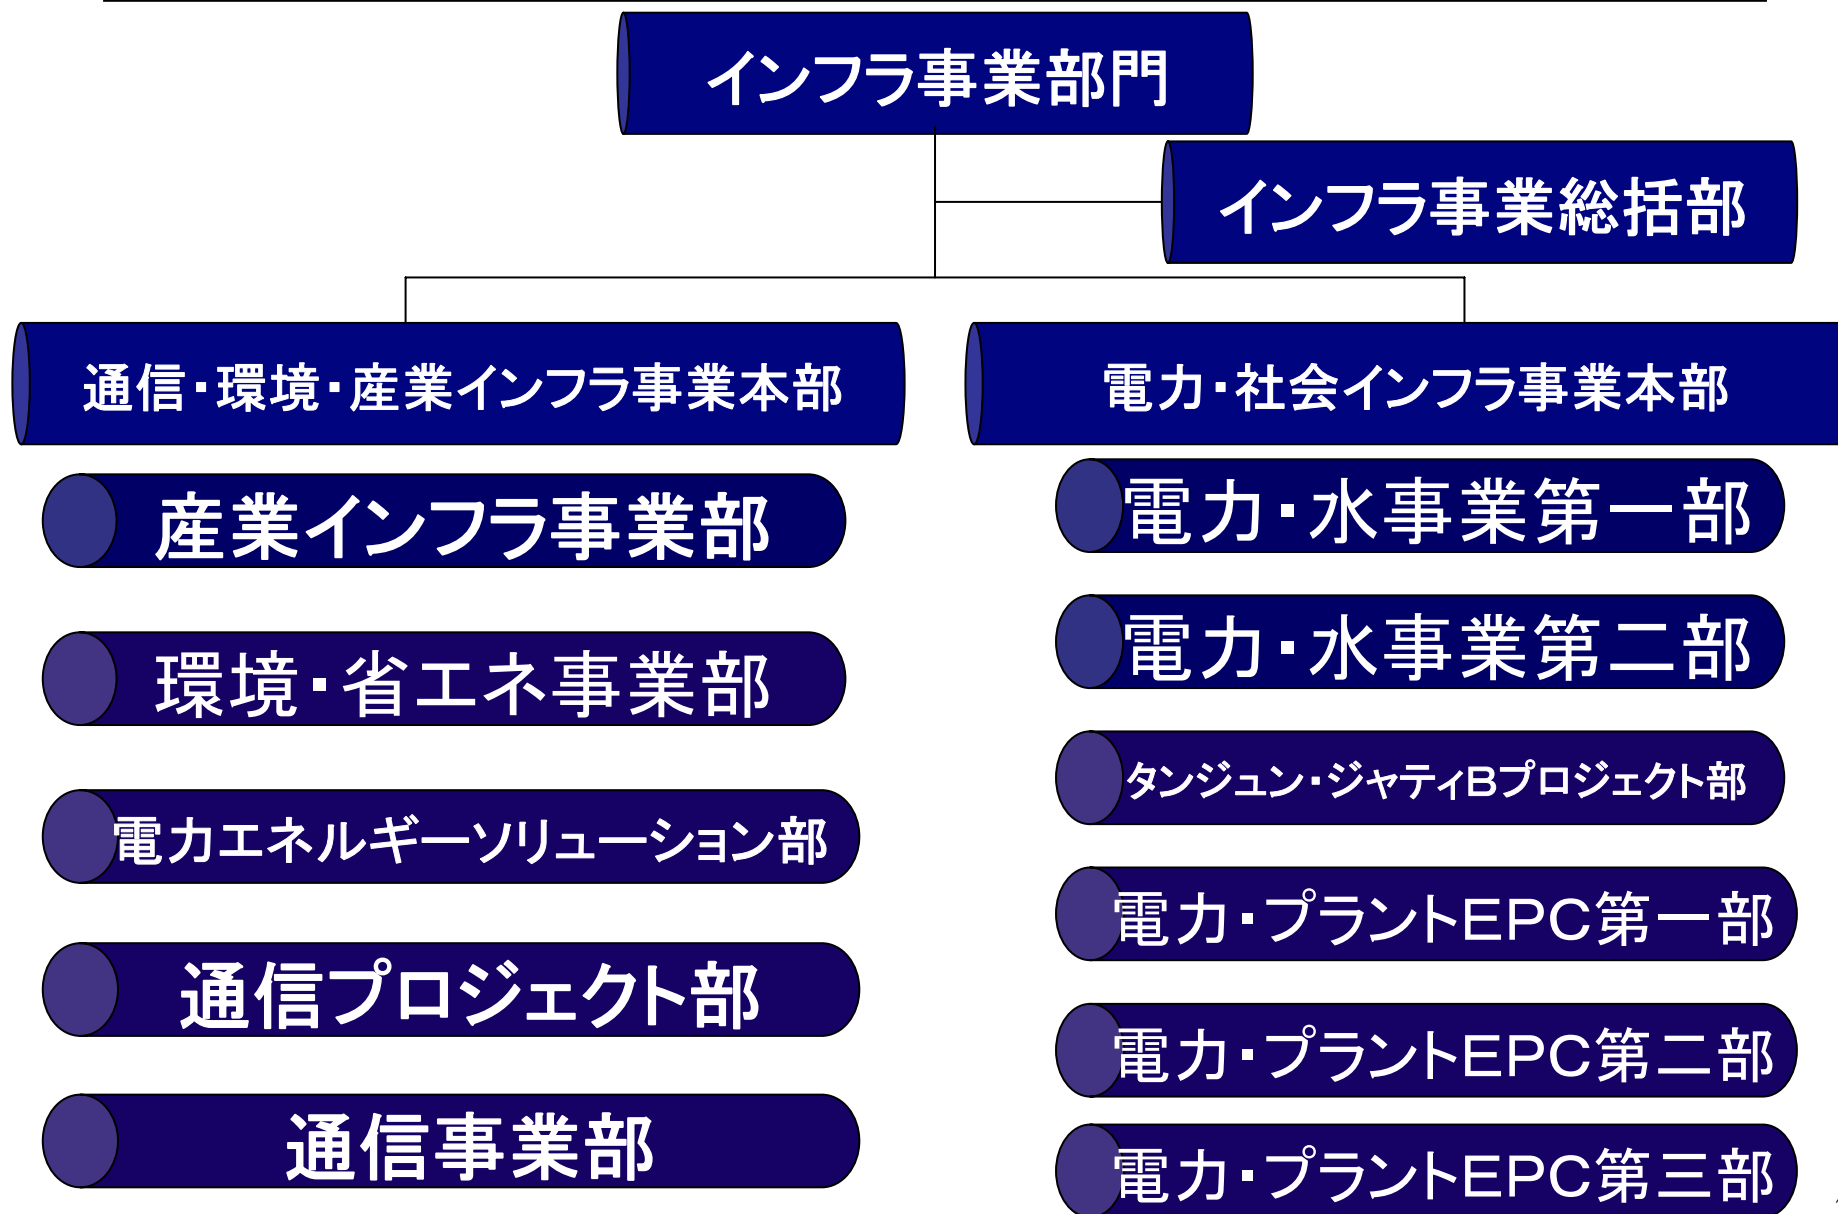 インフラ事業部門
インフラ事業総括部
通信・環境・産業インフラ事業本部
産業インフラ事業部
環境・省エネ事業部
電力エネルギーソリューション部
通信プロジェクト部
通信事業部
電力・社会インフラ事業本部
電力・水事業第一部
電力・水事業第二部
タンジュン・ジャティBプロジェクト部
電力・プラントEPC第一部
電力・プラントEPC第二部
電力・プラントEPC第三部